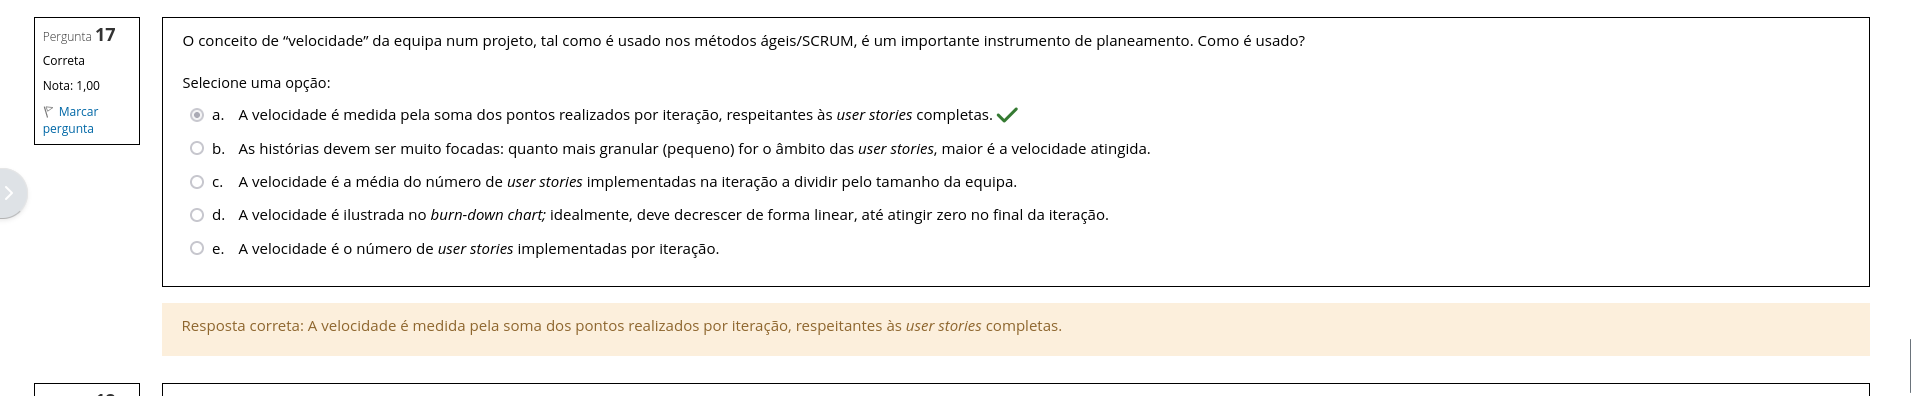 Pergunta 17
Correta
Nota: 1,00
Marcar
pergunta
O conceito de “velocidade” da equipa num projeto, tal como é usado nos métodos ágeis/SCRUM, é um importante instrumento de planeamento. Como é usado?
Selecione uma opção:
a. A velocidade é medida pela soma dos pontos realizados por iteração, respeitantes às user stories completas.
b. As histórias devem ser muito focadas: quanto mais granular (pequeno) for o âmbito das user stories, maior é a velocidade atingida.
c. A velocidade é a média do número de user stories implementadas na iteração a dividir pelo tamanho da equipa.
d. A velocidade é ilustrada no burn-down chart; idealmente, deve decrescer de forma linear, até atingir zero no final da iteração.
e. A velocidade é o número de user stories implementadas por iteração.
Resposta correta: A velocidade é medida pela soma dos pontos realizados por iteração, respeitantes às user stories completas.